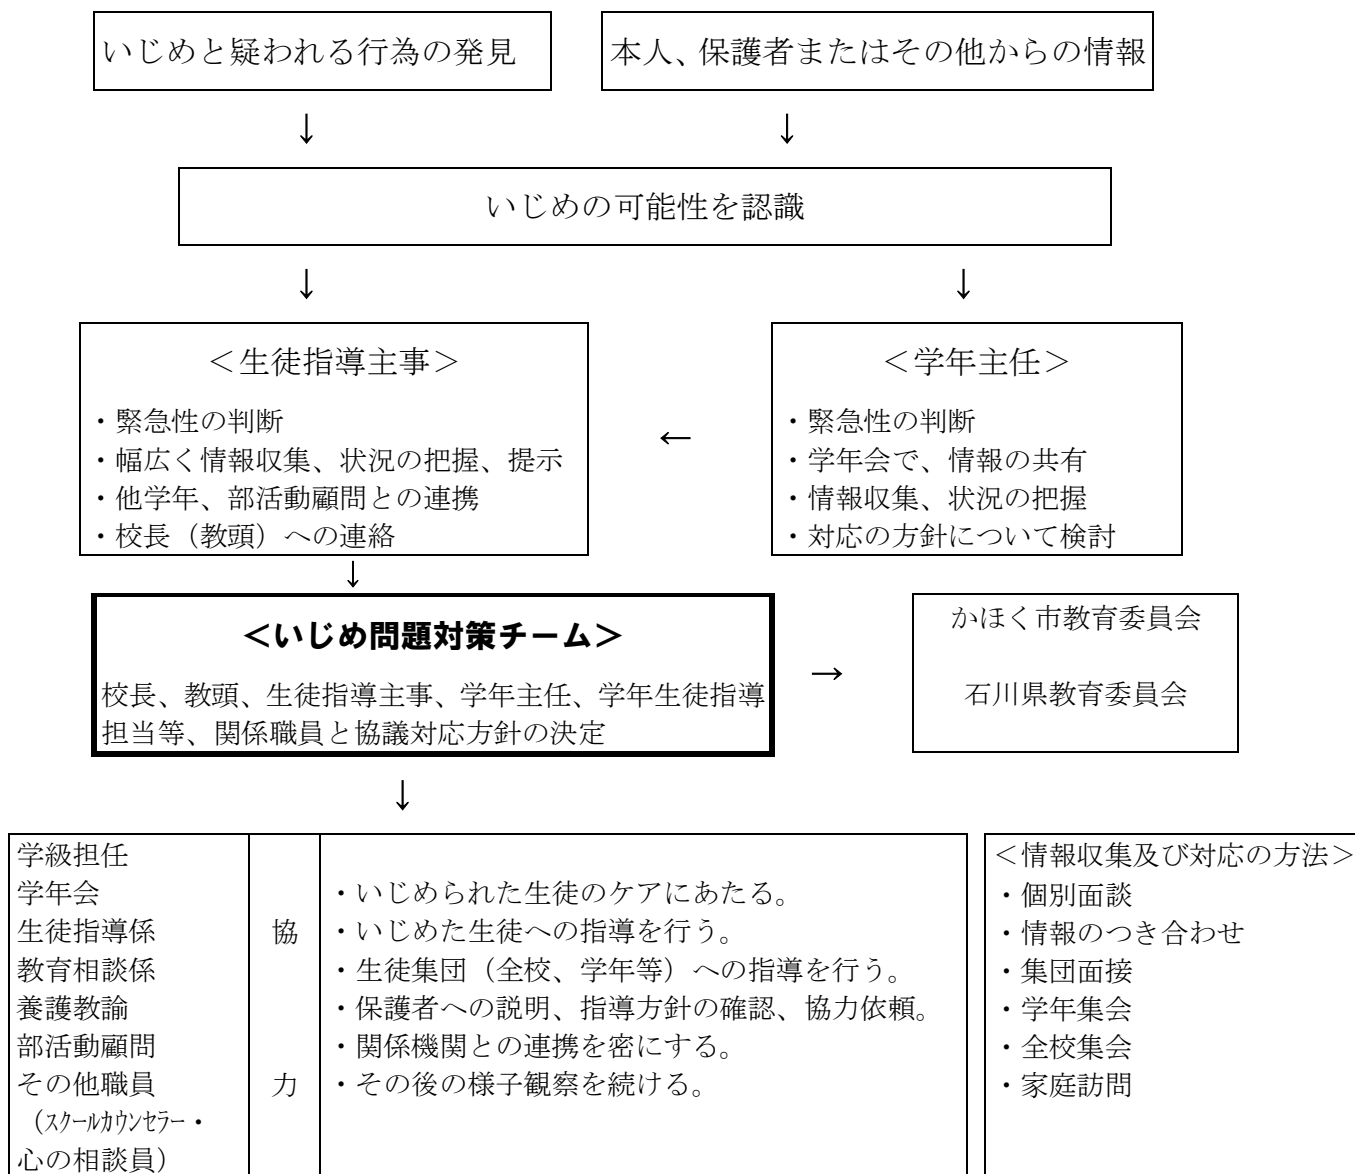 いじめと疑われる行為の発見
本人、保護者またはその他からの情報
↓
↓
いじめの可能性を認識
↓
↓
＜生徒指導主事＞
・緊急性の判断
・幅広く情報収集、状況の把握、提示
・他学年、部活動顧問との連携
・校長（教頭）への連絡
←
＜学年主任＞
・緊急性の判断
・学年会で、情報の共有
・情報収集、状況の把握
・対応の方針について検討
↓
＜いじめ問題対策チーム＞
校長、教頭、生徒指導主事、学年主任、学年生徒指導
担当等、関係職員と協議対応方針の決定
→
かほく市教育委員会
石川県教育委員会
↓
学級担任
学年会
生徒指導係
教育相談係
養護教諭
部活動顧問
その他職員
（ｽｸｰﾙｶｳﾝｾﾗｰ・
心の相談員）
協
力
・いじめられた生徒のケアにあたる。
・いじめた生徒への指導を行う。
・生徒集団（全校、学年等）への指導を行う。
・保護者への説明、指導方針の確認、協力依頼。
・関係機関との連携を密にする。
・その後の様子観察を続ける。
＜情報収集及び対応の方法＞
・個別面談
・情報のつき合わせ
・集団面接
・学年集会
・全校集会
・家庭訪問